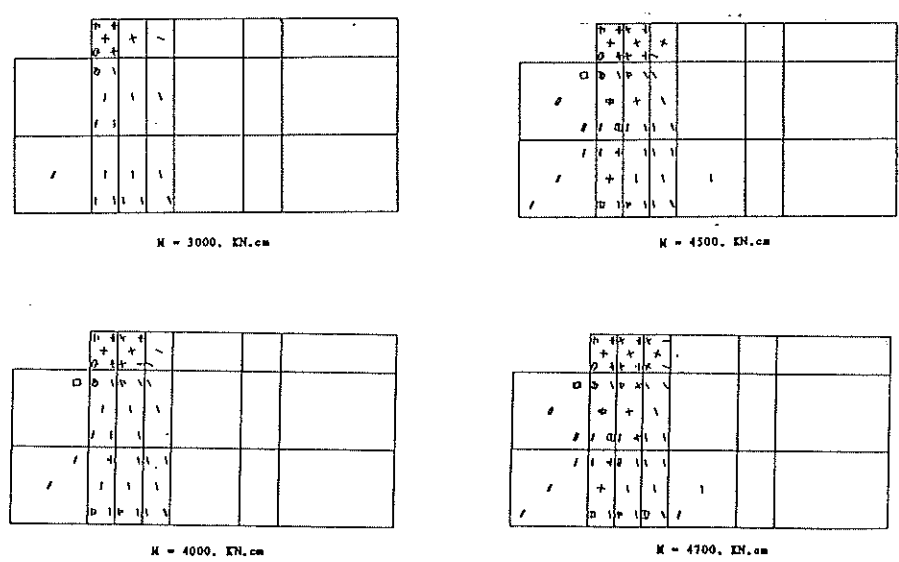 M = 3000. KN.cm
M = 4500. KN.cm
M = 4000. KN.cm
M = 4700. KN.cm